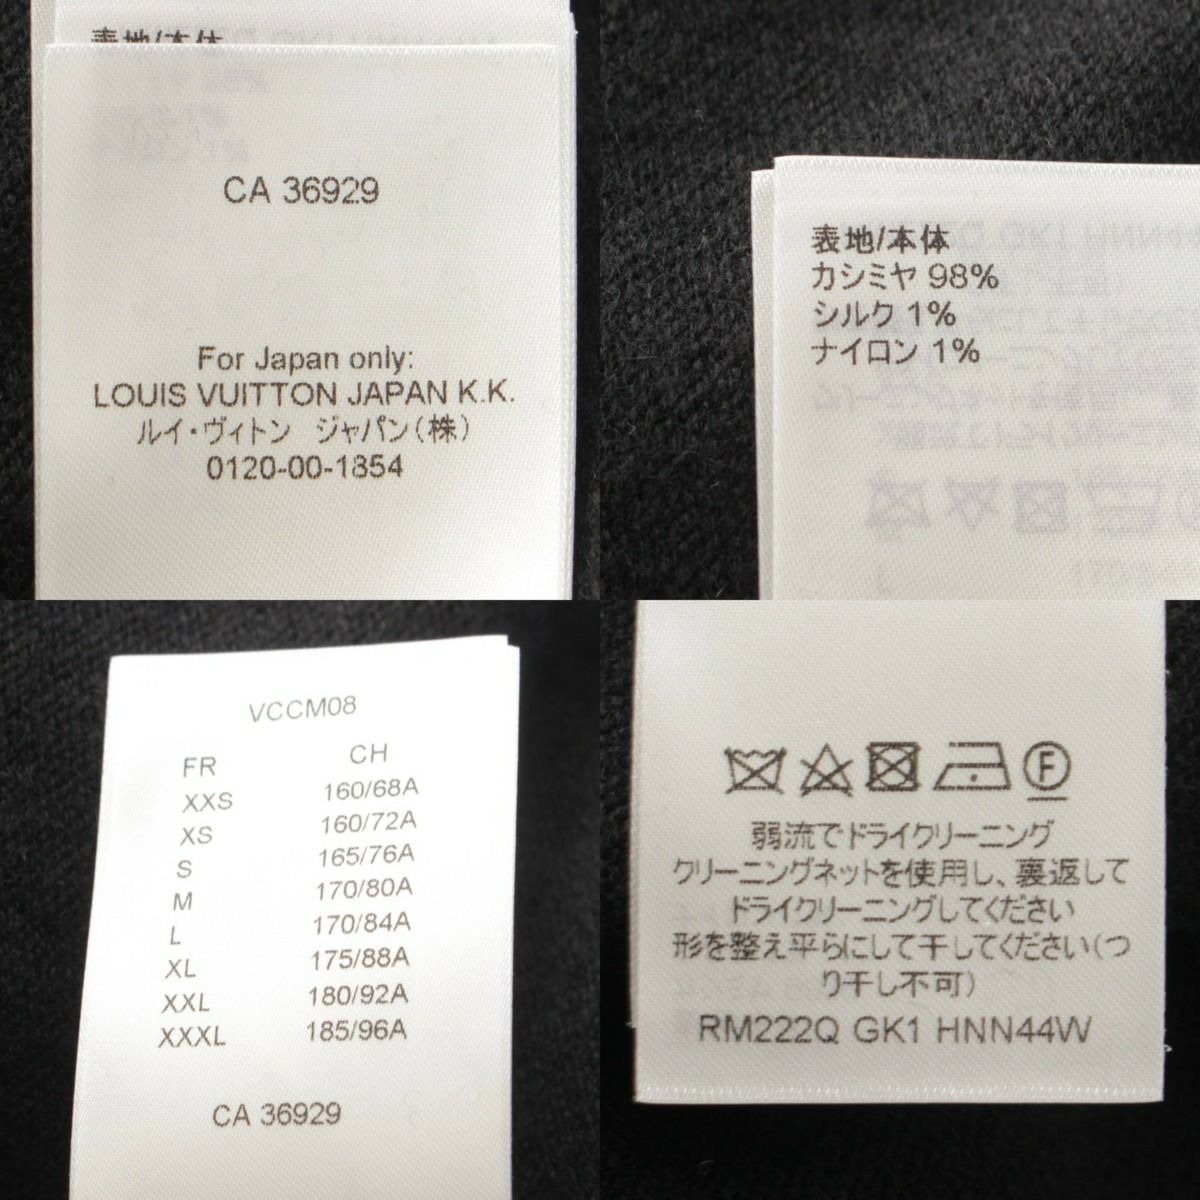 CA 36929
For Japan only:
LOUIS VUITTON JAPAN K.K.
ルイ・ヴィトン ジャパン(株)
0120-00-1854
表地/本体
カシミヤ 98%
シルク 1%
ナイロン 1%
VCCM08
FR CH
XXS 160/68A
XS 160/72A
S 165/76A
M 170/80A
L 170/84A
XL 175/88A
XXL 180/92A
XXXL 185/96A
CA 36929
F
弱流でドライクリーニング
クリーニングネットを使用し、裏返して
ドライクリーニングしてください
形を整え平らにして干してください(つ
り干し不可)
RM222Q GK1 HNN44W